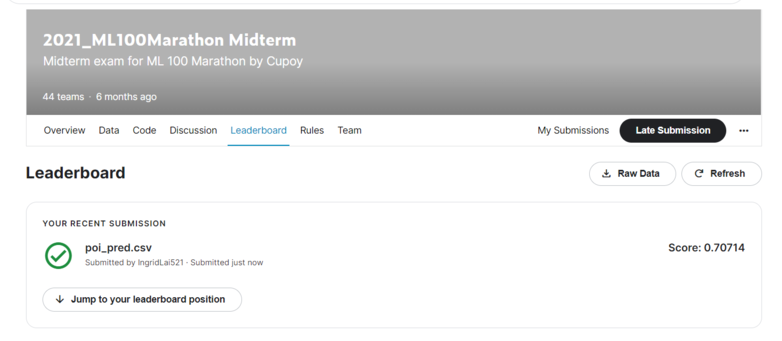 2021_ML100Marathon Midterm
Midterm exam for ML 100 Marathon by Cupoy
44 teams · 6 months ago
Overview Data Code Discussion Leaderboard Rules Team My Submissions Late Submission •••
Leaderboard Raw Data Refresh
YOUR RECENT SUBMISSION
poi_pred.csv Score: 0.70714
Submitted by IngridLai521 · Submitted just now
Jump to your leaderboard position